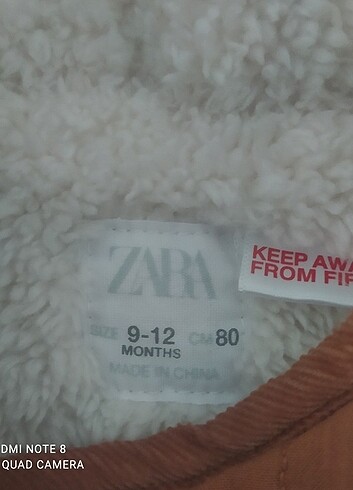 ZARA
KEEP AWA
FROM FIR
SIZE 9-12 CM 80
MONTHS
MADE IN CHINA
DMI NOTE 8
QUAD CAMERA